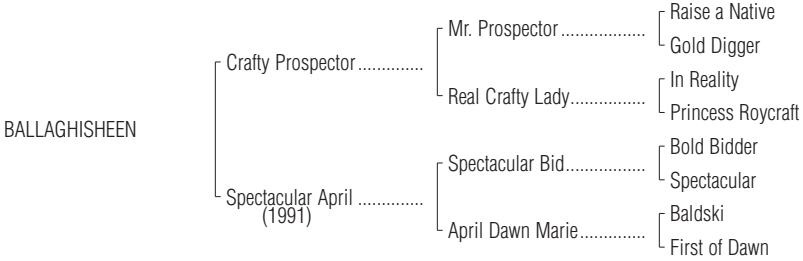 Raise a Native
Mr. Prospector ..................
Gold Digger
Crafty Prospector ..............
In Reality
Real Crafty Lady................
Princess Roycraft
BALLAGHISHEEN
Bold Bidder
Spectacular Bid.................
Spectacular
Spectacular April ..............
(1991)
Baldski
April Dawn Marie..............
First of Dawn